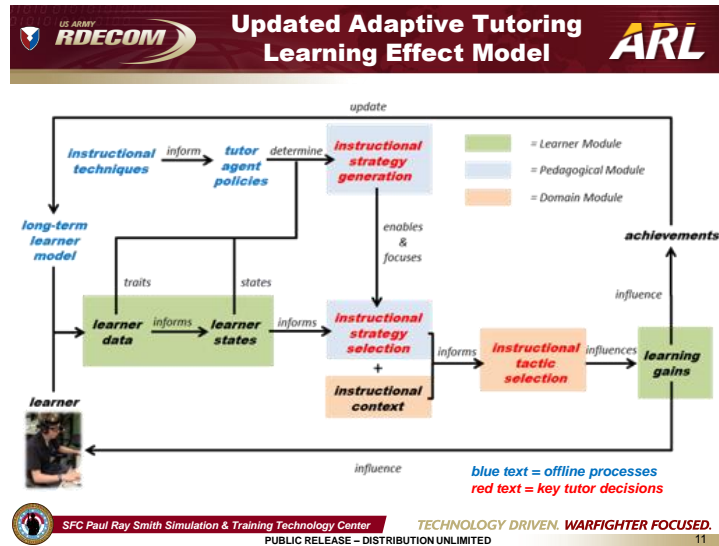 US ARMY
RDECOM
Updated Adaptive Tutoring
Learning Effect Model
ARL
update
instructional
techniques
inform
tutor
agent
policies
determine
instructional
strategy
generation
= Learner Module
= Pedagogical Module
= Domain Module
long-term
learner
model
enables
&
focuses
achievements
traits
states
influence
learner
data
informs
learner
states
informs
instructional
strategy
selection
+
instructional
context
informs
instructional
tactic
selection
influences
learning
gains
learner
influence
blue text = offline processes
red text = key tutor decisions
SFC Paul Ray Smith Simulation & Training Technology Center
TECHNOLOGY DRIVEN. WARFIGHTER FOCUSED.
PUBLIC RELEASE – DISTRIBUTION UNLIMITED
11